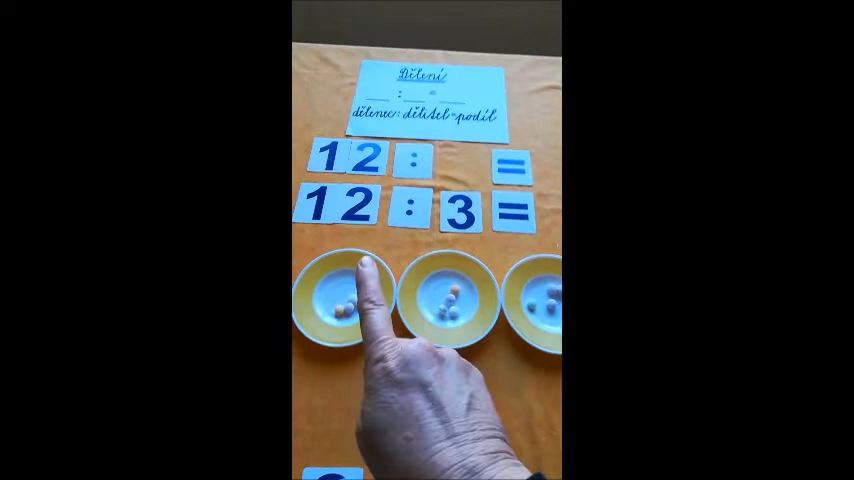 Dělení
___ : ___ = ___
dělenec : dělitel = podíl
12 : =
12 : 3 =